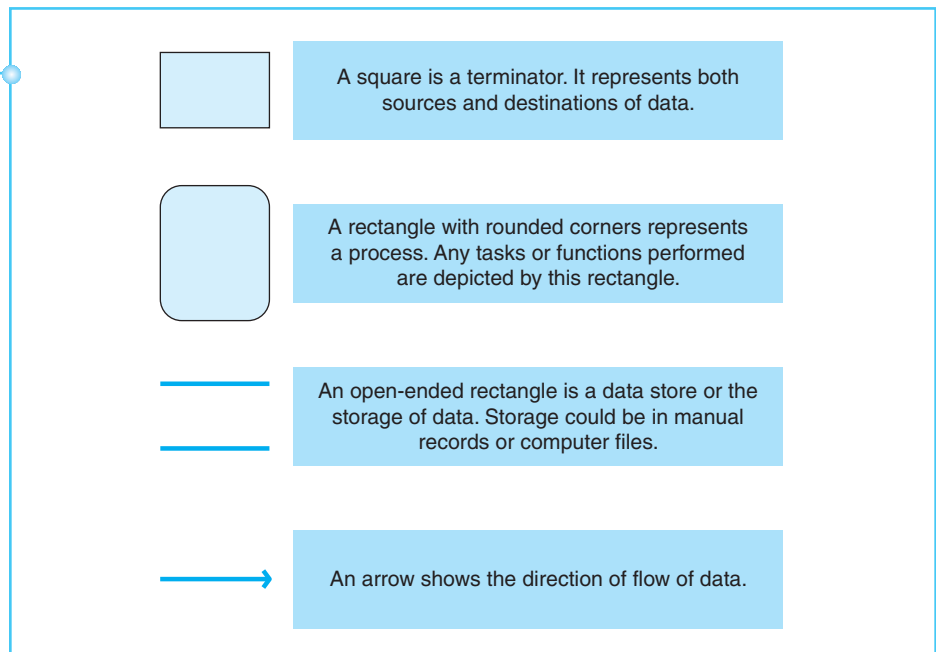 A square is a terminator. It represents both
sources and destinations of data.
A rectangle with rounded corners represents
a process. Any tasks or functions performed
are depicted by this rectangle.
An open-ended rectangle is a data store or the
storage of data. Storage could be in manual
records or computer files.
An arrow shows the direction of flow of data.